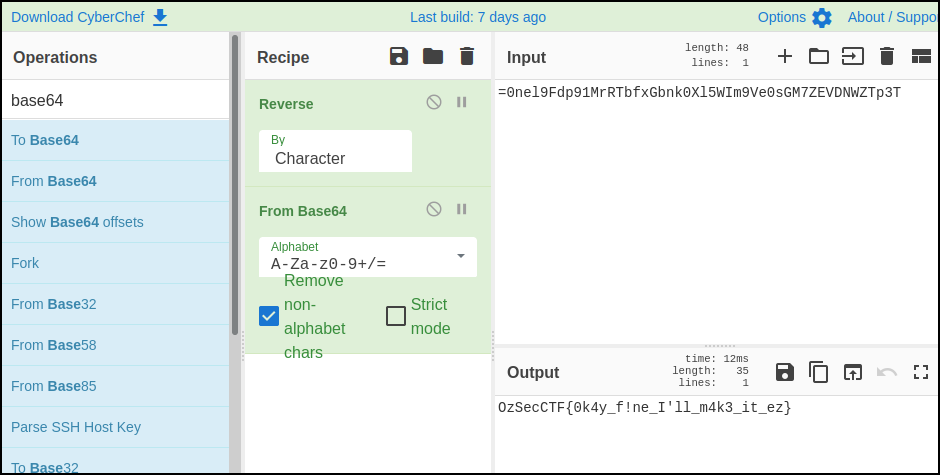 Download CyberChef
Last build: 7 days ago
Options
About / Suppor
Operations
base64
To Base64
From Base64
Show Base64 offsets
Fork
From Base32
From Base58
From Base85
Parse SSH Host Key
To Base32
Recipe
Reverse
By
Character
From Base64
Alphabet
A-Za-z0-9+/=
Remove
non-
alphabet
chars
Strict
mode
Input
length: 48
lines: 1
=0nel9Fdp91MrRTbfxGbnk0Xl5WIm9Ve0sGM7ZEVDNWZTp3T
Output
time: 12ms
length: 35
lines: 1
OzSecCTF{0k4y_f!ne_I'll_m4k3_it_ez}